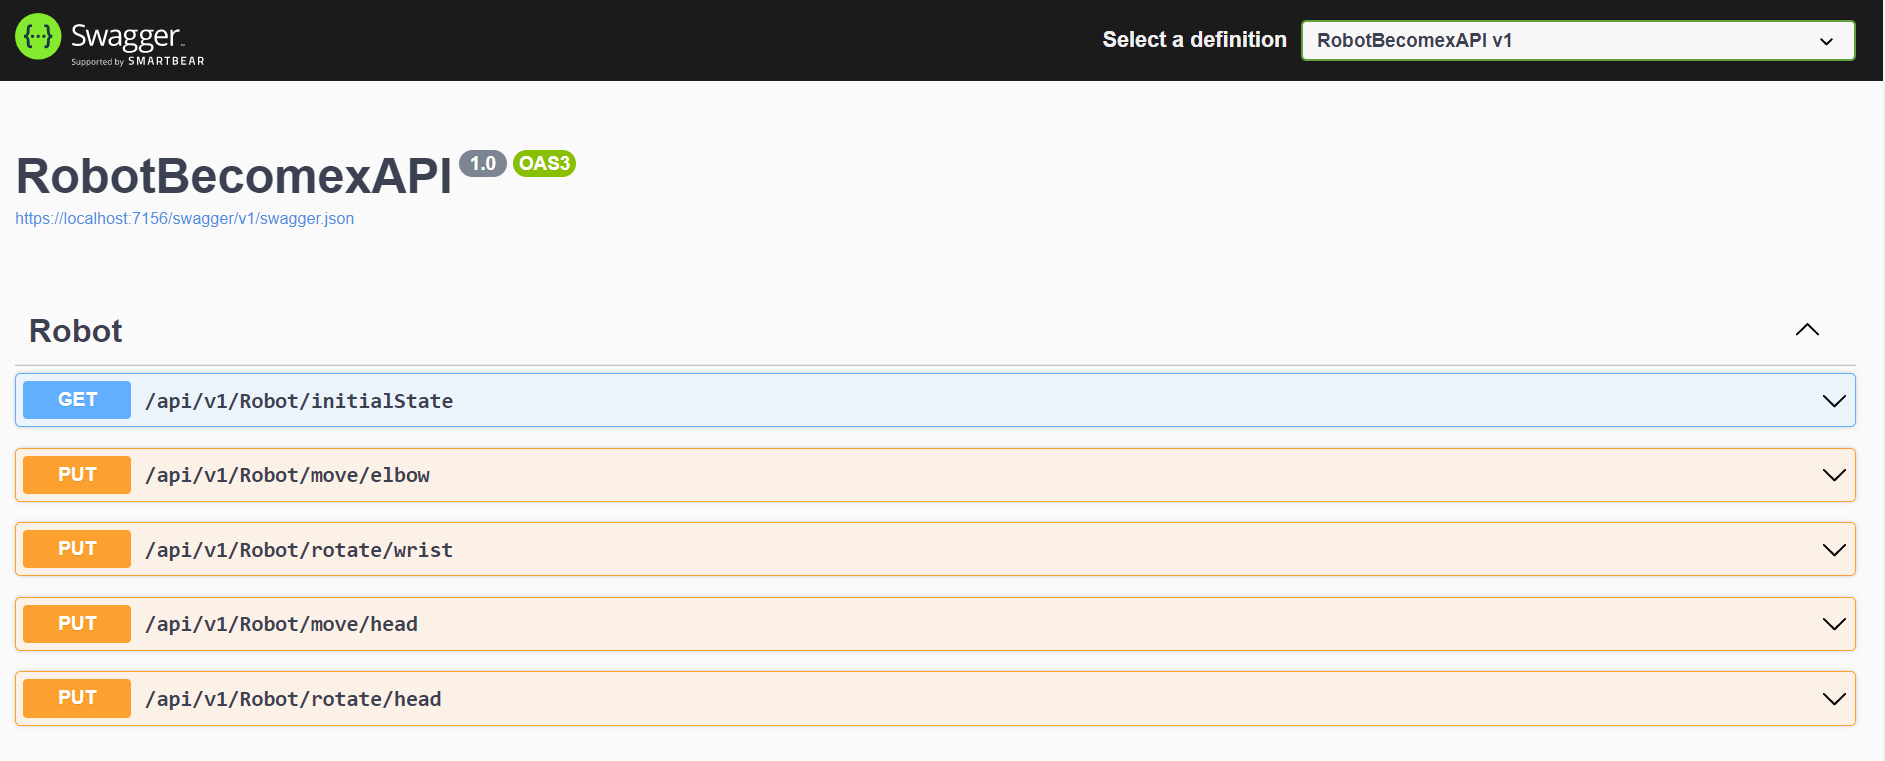 {...} Swagger
Supported by SMARTBEAR
Select a definition
RobotBecomexAPI v1
RobotBecomexAPI 1.0 OAS3
https://localhost:7156/swagger/v1/swagger.json
Robot
GET /api/v1/Robot/initialState
PUT /api/v1/Robot/move/elbow
PUT /api/v1/Robot/rotate/wrist
PUT /api/v1/Robot/move/head
PUT /api/v1/Robot/rotate/head